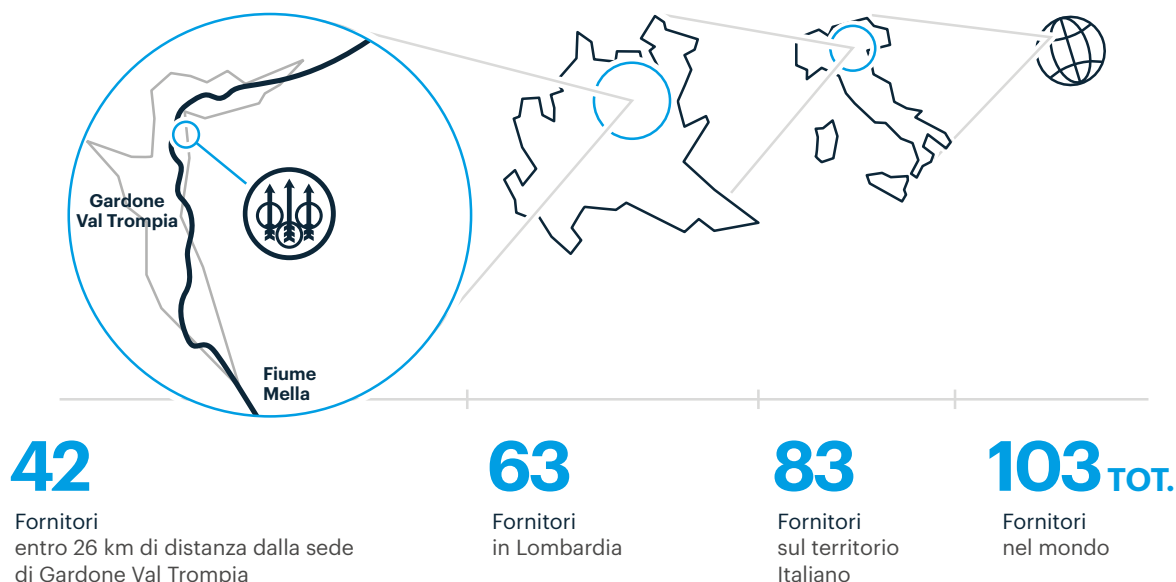 Gardone
Val Trompia
Fiume
Mella
42
Fornitori
entro 26 km di distanza dalla sede
di Gardone Val Trompia
63
Fornitori
in Lombardia
83
Fornitori
sul territorio
Italiano
103 TOT.
Fornitori
nel mondo